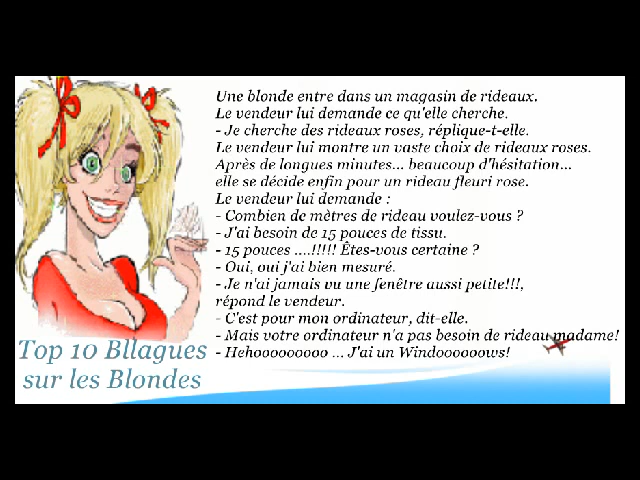 Une blonde entre dans un magasin de rideaux.
Le vendeur lui demande ce qu'elle cherche.
- Je cherche des rideaux roses, réplique-t-elle.
Le vendeur lui montre un vaste choix de rideaux roses.
Après de longues minutes... beaucoup d'hésitation...
elle se décide enfin pour un rideau fleuri rose.
Le vendeur lui demande :
- Combien de mètres de rideau voulez-vous ?
- J'ai besoin de 15 pouces de tissu.
- 15 pouces ....!!!!! Êtes-vous certaine ?
- Oui, oui j'ai bien mesuré.
- Je n'ai jamais vu une fenêtre aussi petite!!!,
répond le vendeur.
- C'est pour mon ordinateur, dit-elle.
- Mais votre ordinateur n'a pas besoin de rideau madame!
- Hehooooooooo ... J'ai un Windoooooows!
Top 10 Bllagues
sur les Blondes